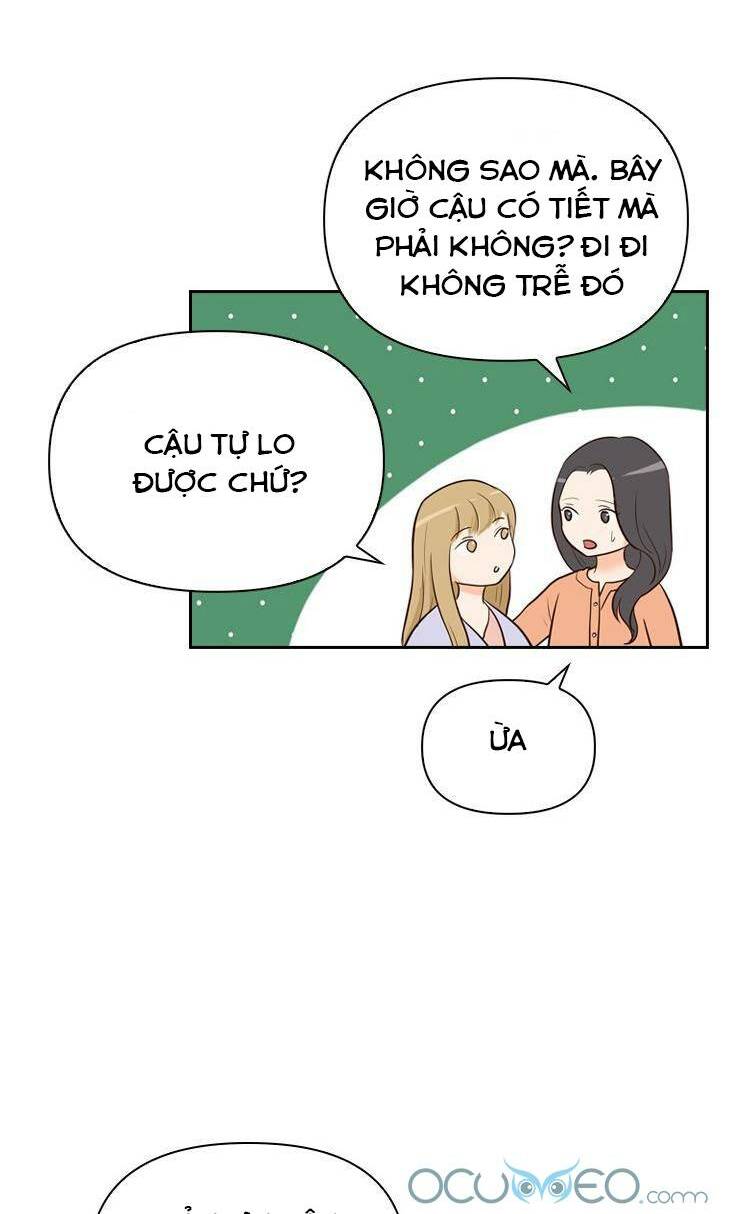 KHÔNG SAO MÀ. BÂY
GIỜ CẬU CÓ TIẾT MÀ
PHẢI KHÔNG? ĐI ĐI
KHÔNG TRỄ ĐÓ
CẬU TỰ LO
ĐƯỢC CHỨ?
ỪA
OCUMEO.com